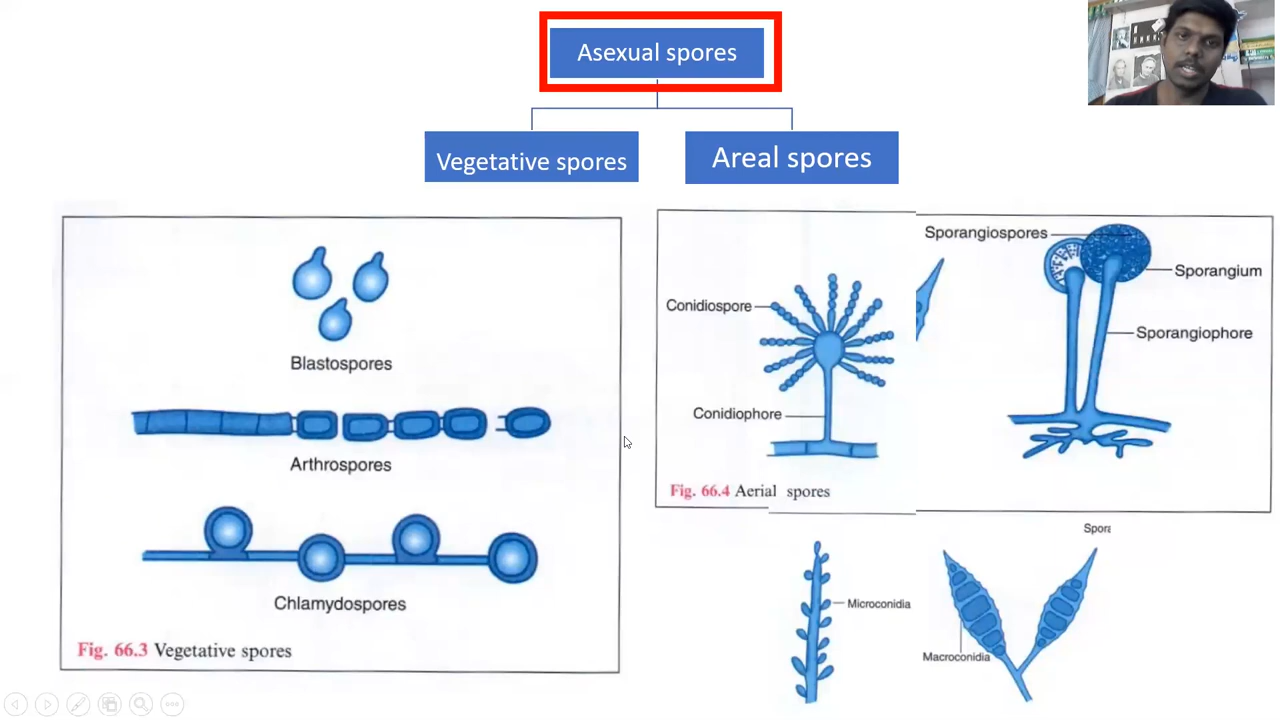 Asexual spores
Vegetative spores
Areal spores
Blastospores
Arthrospores
Chlamydospores
Fig. 66.3 Vegetative spores
Conidiospore
Conidiophore
Fig. 66.4 Aerial spores
Sporangiospores
Sporangium
Sporangiophore
Microconidia
Spora
Macroconidia